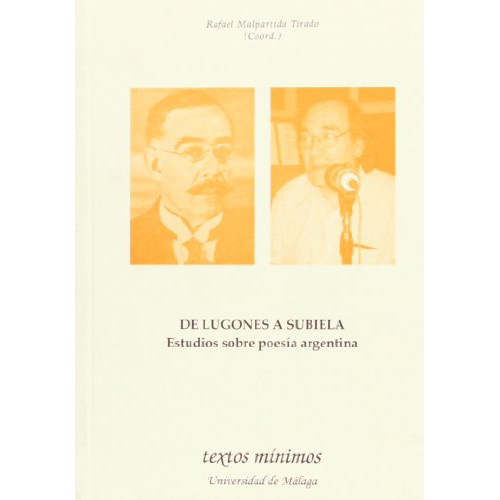 Rafael Malpartida Tirado
(Coord.)
DE LUGONES A SUBIELA
Estudios sobre poesía argentina
textos mínimos
Universidad de Málaga